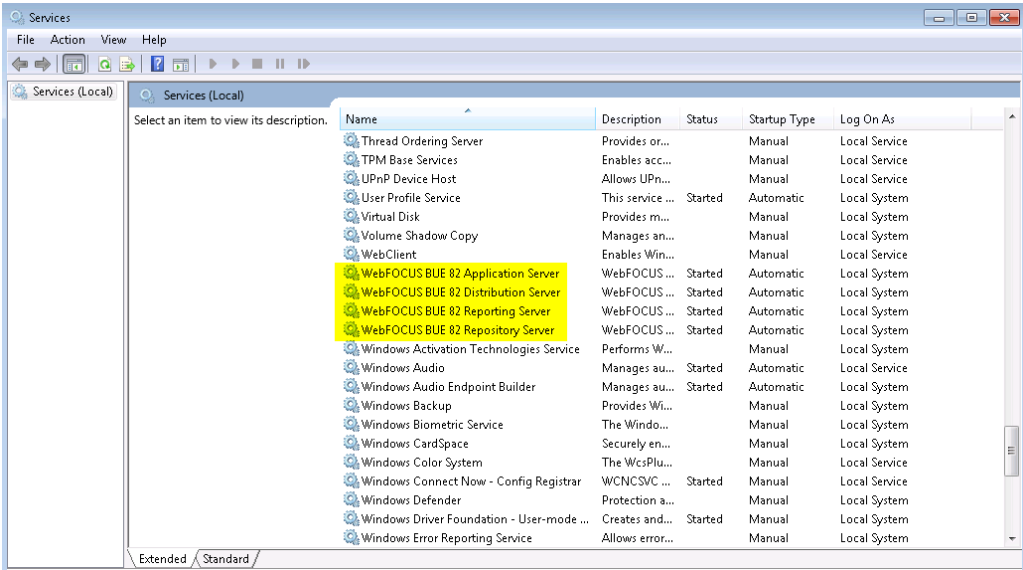 Services
File Action View Help
Services (Local)
Services (Local)
Select an item to view its description.
Name Description Status Startup Type Log On As
Thread Ordering Server Provides or... Manual Local Service
TPM Base Services Enables acc... Manual Local Service
UPnP Device Host Allows UPn... Manual Local Service
User Profile Service This service ... Started Automatic Local System
Virtual Disk Provides m... Manual Local System
Volume Shadow Copy Manages an... Manual Local System
WebClient Enables Win... Manual Local Service
WebFOCUS BUE 82 Application Server WebFOCUS ... Started Automatic Local System
WebFOCUS BUE 82 Distribution Server WebFOCUS ... Started Automatic Local System
WebFOCUS BUE 82 Reporting Server WebFOCUS ... Started Automatic Local System
WebFOCUS BUE 82 Repository Server WebFOCUS ... Started Automatic Local System
Windows Activation Technologies Service Performs W... Manual Local System
Windows Audio Manages au... Started Automatic Local Service
Windows Audio Endpoint Builder Manages au... Started Automatic Local System
Windows Backup Provides Wi... Manual Local System
Windows Biometric Service The Windo... Manual Local System
Windows CardSpace Securely en... Manual Local System
Windows Color System The WcsPlu... Manual Local Service
Windows Connect Now - Config Registrar WCNCSVC ... Started Manual Local Service
Windows Defender Protection a... Manual Local System
Windows Driver Foundation - User-mode ... Creates and... Started Manual Local System
Windows Error Reporting Service Allows error... Manual Local System
Extended Standard